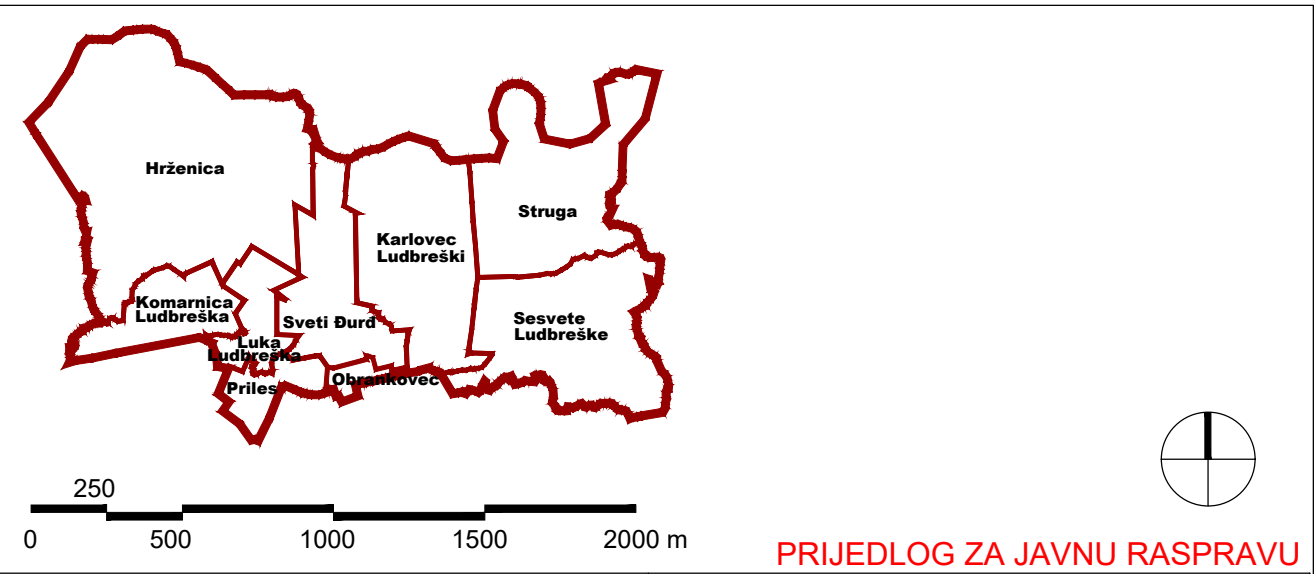 Hrženica
Struga
Karlovec
Ludbreški
Komarnica
Ludbreška
Sveti Đurđ
Sesvete
Ludbreške
Luka
Ludbreška
Priles
Obrankovec
250
0 500 1000 1500 2000 m
PRIJEDLOG ZA JAVNU RASPRAVU